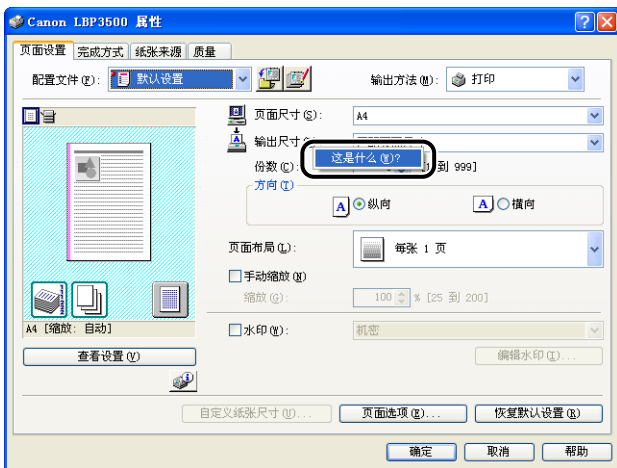 Canon LBP3500 属性
页面设置 完成方式 纸张来源 质量
配置文件(F): 默认设置 输出方法(M): 打印
页面尺寸(S): A4
输出尺寸
这是什么(W)?
份数(C): 到 999]
方向(I)
A 纵向 A 横向
页面布局(L): 每张 1 页
手动缩放(N)
缩放(G): 100 % [25 到 200]
A4 [缩放: 自动]
水印(W): 机密
查看设置(V) 编辑水印(I)...
自定义纸张尺寸(U)... 页面选项(E)... 恢复默认设置(R)
确定 取消 帮助